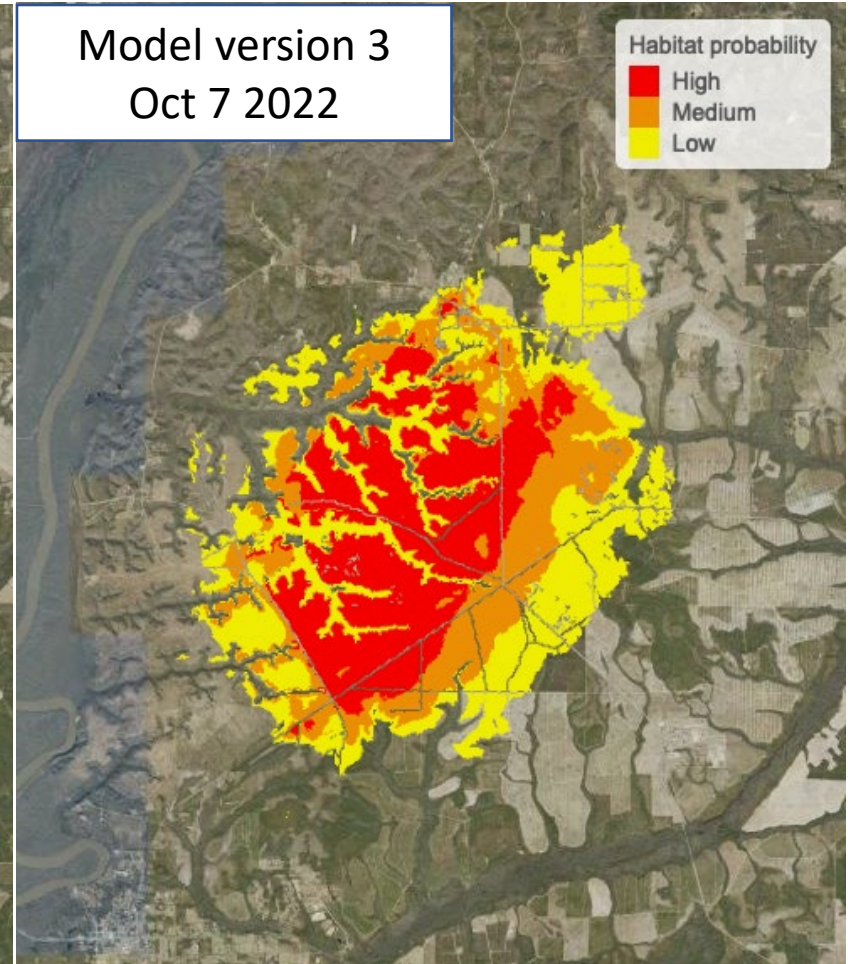 Model version 3
Oct 7 2022
Habitat probability
High
Medium
Low